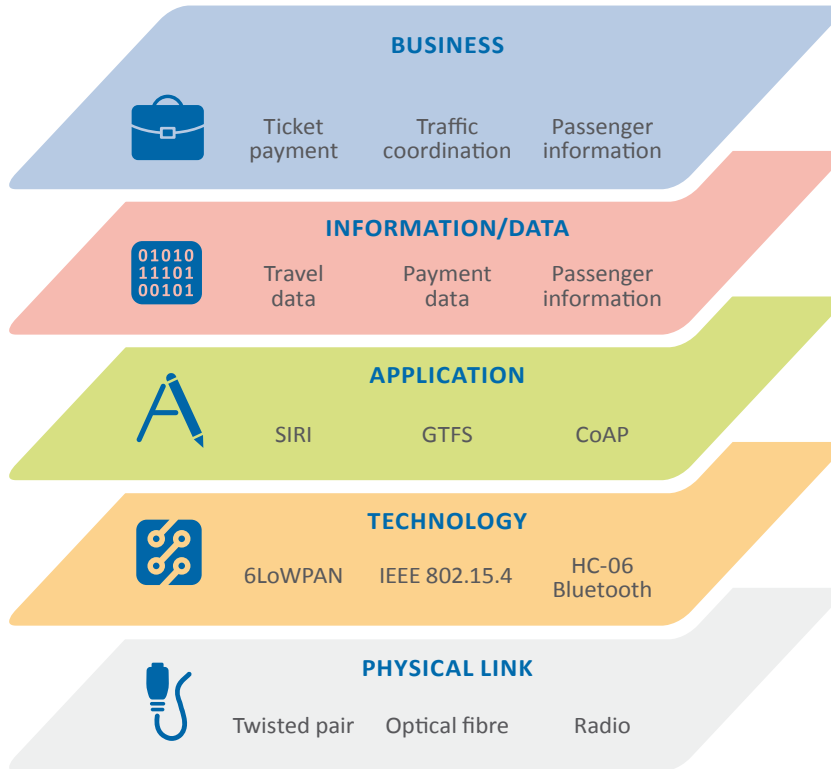 BUSINESS
Ticket Traffic Passenger
payment coordination information
INFORMATION/DATA
01010
11101
00101
Travel Payment Passenger
data data information
APPLICATION
SIRI GTFS CoAP
TECHNOLOGY
6LoWPAN IEEE 802.15.4 HC-06
Bluetooth
PHYSICAL LINK
Twisted pair Optical fibre Radio